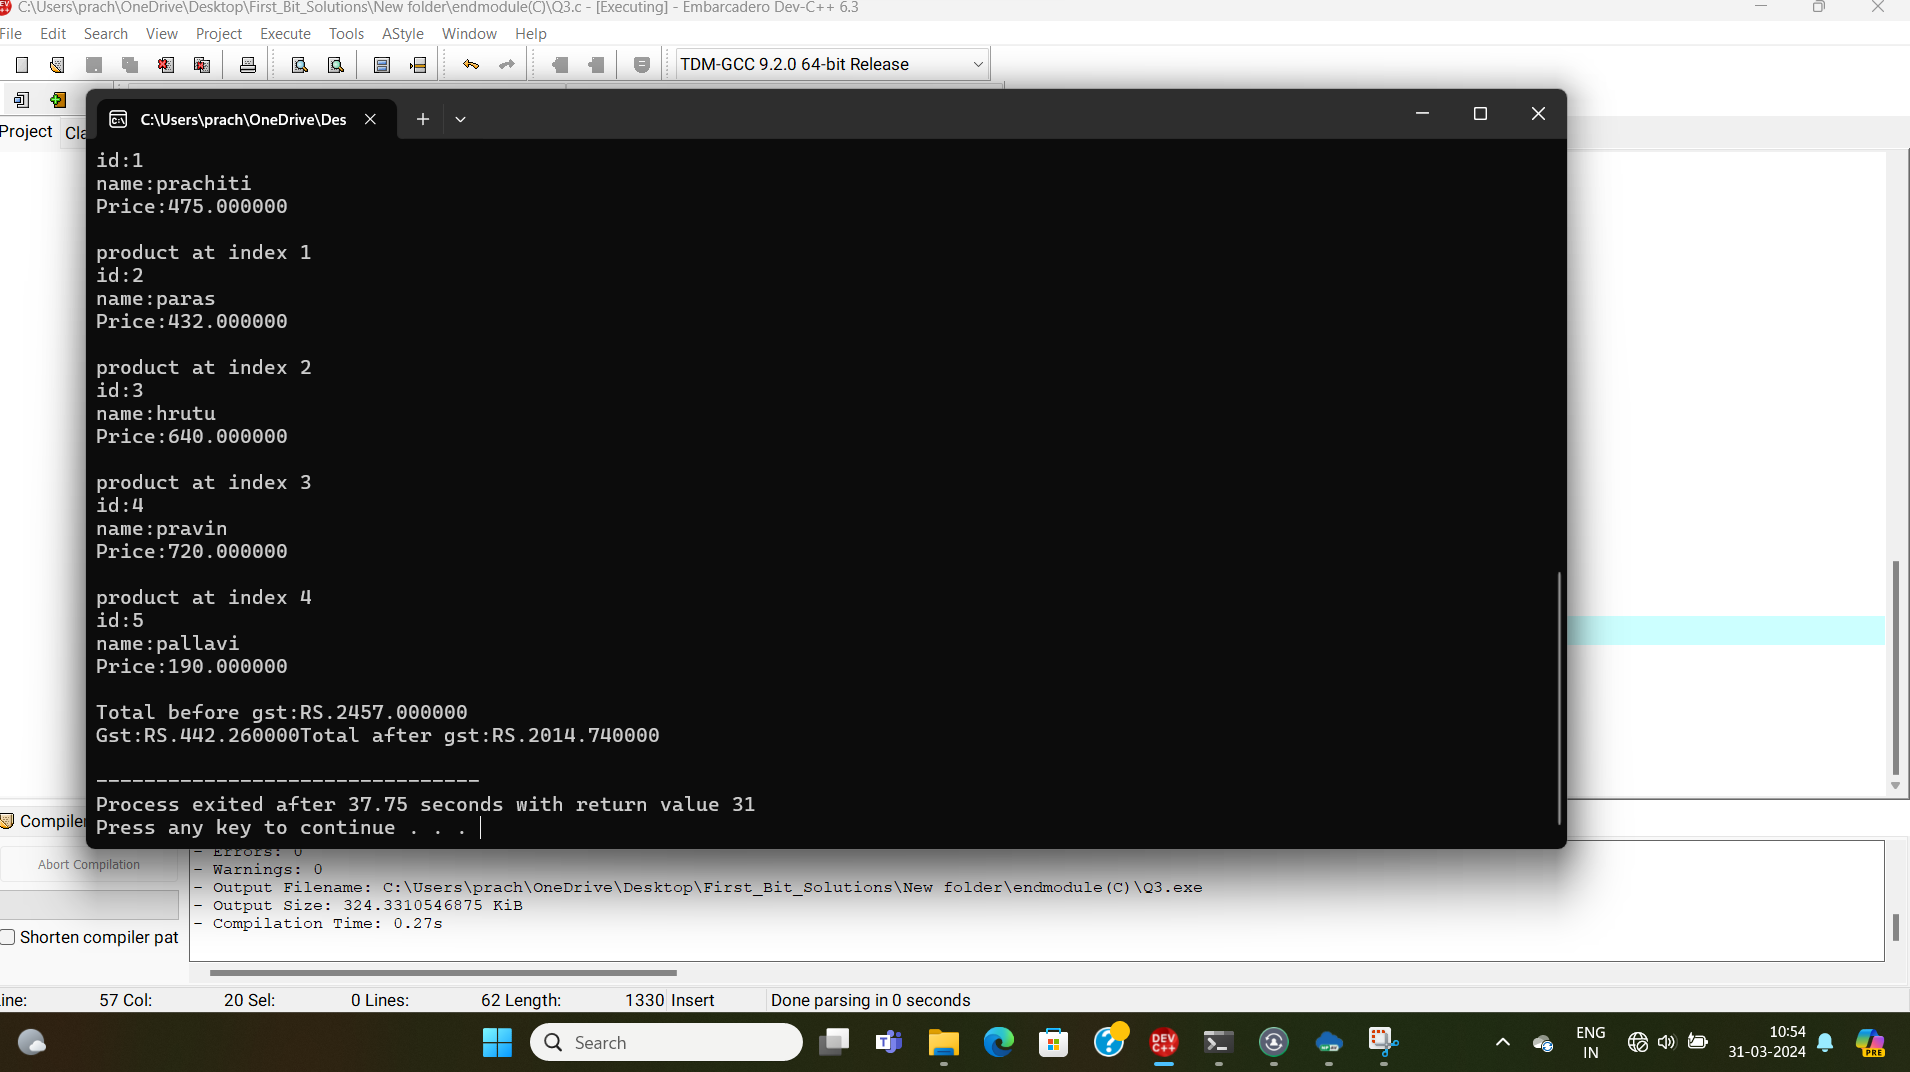 C:\Users\prach\OneDrive\Desktop\First_Bit_Solutions\New folder\endmodule(C)\Q3.c - [Executing] - Embarcadero Dev-C++ 6.3
File Edit Search View Project Execute Tools AStyle Window Help
TDM-GCC 9.2.0 64-bit Release
Project Cla
C:\Users\prach\OneDrive\Des
id:1
name:prachiti
Price:475.000000
product at index 1
id:2
name:paras
Price:432.000000
product at index 2
id:3
name:hrutu
Price:640.000000
product at index 3
id:4
name:pravin
Price:720.000000
product at index 4
id:5
name:pallavi
Price:190.000000
Total before gst:RS.2457.000000
Gst:RS.442.260000Total after gst:RS.2014.740000
--------------------------------
Process exited after 37.75 seconds with return value 31
Press any key to continue . . .
Compiler
Abort Compilation
Shorten compiler pat
- Errors: 0
- Warnings: 0
- Output Filename: C:\Users\prach\OneDrive\Desktop\First_Bit_Solutions\New folder\endmodule(C)\Q3.exe
- Output Size: 324.3310546875 KiB
- Compilation Time: 0.27s
ine: 57 Col: 20 Sel: 0 Lines: 62 Length: 1330 Insert Done parsing in 0 seconds
Search
DEV C++
ENG
IN
10:54
31-03-2024
PRE